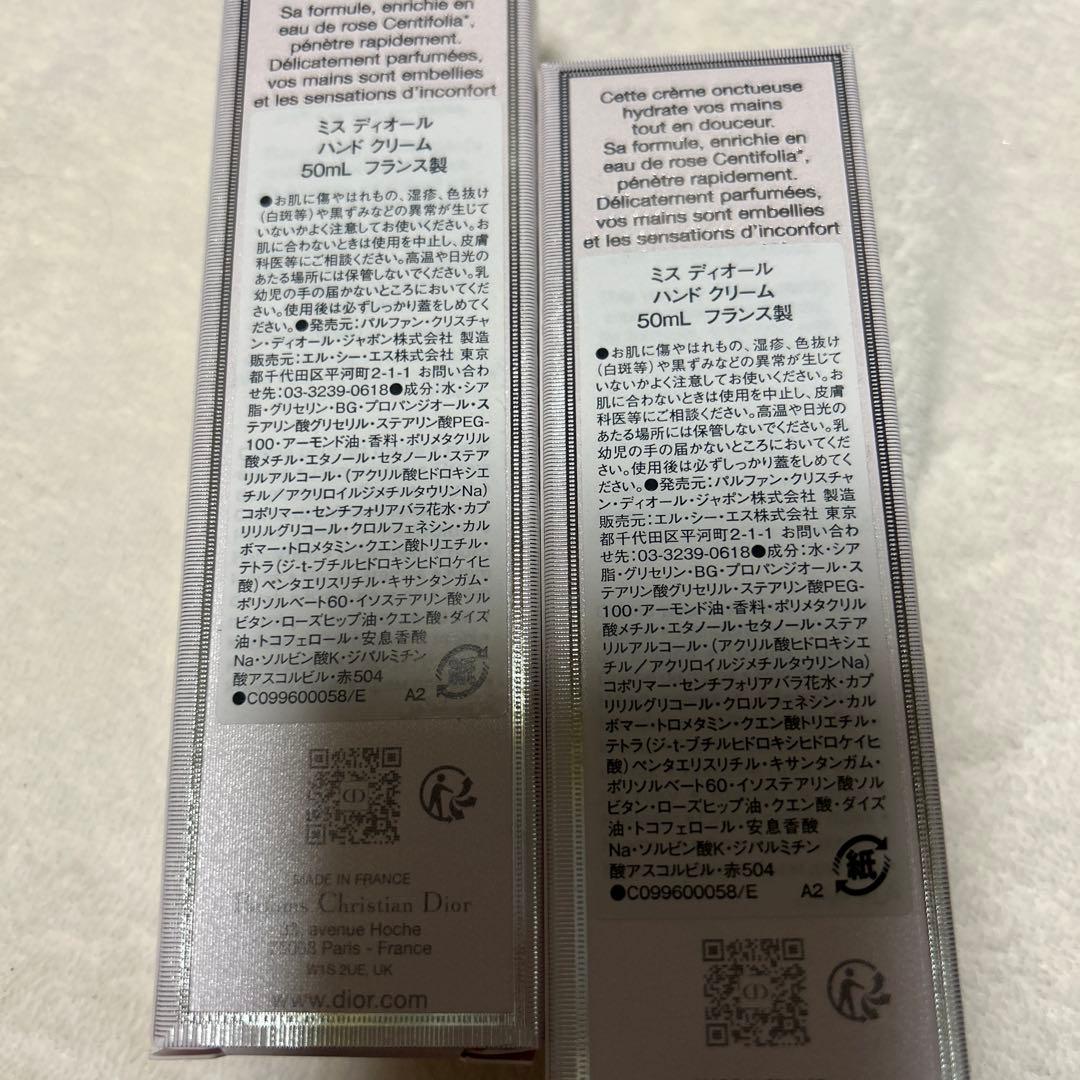 Sa formule, enrichie en
eau de rose Centifolia*,
pénètre rapidement.
Délicatement parfumées,
vos mains sont embellies
et les sensations d'inconfort
ミス ディオール
ハンド クリーム
50mL フランス製
●お肌に傷やはれもの、湿疹、色抜け
(白斑等)や黒ずみなどの異常が生じて
いないかよく注意してお使いください。お
肌に合わないときは使用を中止し、皮膚
科医等にご相談ください。高温や日光の
あたる場所には保管しないでください。乳
幼児の手の届かないところにおいてくだ
さい。使用後は必ずしっかり蓋をしめてく
ださい。●発売元:パルファン・クリスチャ
ン・ディオール・ジャポン株式会社 製造
販売元:エル・シー・エス株式会社 東京
都千代田区平河町2-1-1 お問い合わ
せ先:03-3239-0618●成分:水・シア
脂・グリセリン・BG・プロパンジオール・ス
テアリン酸グリセリル・ステアリン酸PEG-
100・アーモンド油・香料・ポリメタクリル
酸メチル・エタノール・セタノール・ステア
リルアルコール・(アクリル酸ヒドロキシエ
チル/アクリロイルジメチルタウリンNa)
コポリマー・センチフォリアバラ花水・カプ
リリルグリコール・クロルフェネシン・カル
ボマー・トロメタミン・クエン酸トリエチル・
テトラ(ジ-t-ブチルヒドロキシヒドロケイヒ
酸)ペンタエリスリチル・キサンタンガム・
ポリソルベート60・イソステアリン酸ソル
ビタン・ローズヒップ油・クエン酸・ダイズ
油・トコフェロール・安息香酸
Na・ソルビン酸K・ジパルミチン
酸アスコルビル・赤504
●C099600058/E A2
紙
MADE IN FRANCE
Parfums Christian Dior
33, avenue Hoche
75008 Paris - France
W1S 2UE, UK
www.dior.com
Cette crème onctueuse
hydrate vos mains
tout en douceur.
Sa formule, enrichie en
eau de rose Centifolia*,
pénètre rapidement.
Délicatement parfumées,
vos mains sont embellies
et les sensations d'inconfort
ミス ディオール
ハンド クリーム
50mL フランス製
●お肌に傷やはれもの、湿疹、色抜け
(白斑等)や黒ずみなどの異常が生じて
いないかよく注意してお使いください。お
肌に合わないときは使用を中止し、皮膚
科医等にご相談ください。高温や日光の
あたる場所には保管しないでください。乳
幼児の手の届かないところにおいてくだ
さい。使用後は必ずしっかり蓋をしめてく
ださい。●発売元:パルファン・クリスチャ
ン・ディオール・ジャポン株式会社 製造
販売元:エル・シー・エス株式会社 東京
都千代田区平河町2-1-1 お問い合わ
せ先:03-3239-0618●成分:水・シア
脂・グリセリン・BG・プロパンジオール・ス
テアリン酸グリセリル・ステアリン酸PEG-
100・アーモンド油・香料・ポリメタクリル
酸メチル・エタノール・セタノール・ステア
リルアルコール・(アクリル酸ヒドロキシエ
チル/アクリロイルジメチルタウリンNa)
コポリマー・センチフォリアバラ花水・カプ
リリルグリコール・クロルフェネシン・カル
ボマー・トロメタミン・クエン酸トリエチル・
テトラ(ジ-t-ブチルヒドロキシヒドロケイヒ
酸)ペンタエリスリチル・キサンタンガム・
ポリソルベート60・イソステアリン酸ソル
ビタン・ローズヒップ油・クエン酸・ダイズ
油・トコフェロール・安息香酸
Na・ソルビン酸K・ジパルミチン
酸アスコルビル・赤504
●C099600058/E A2
紙